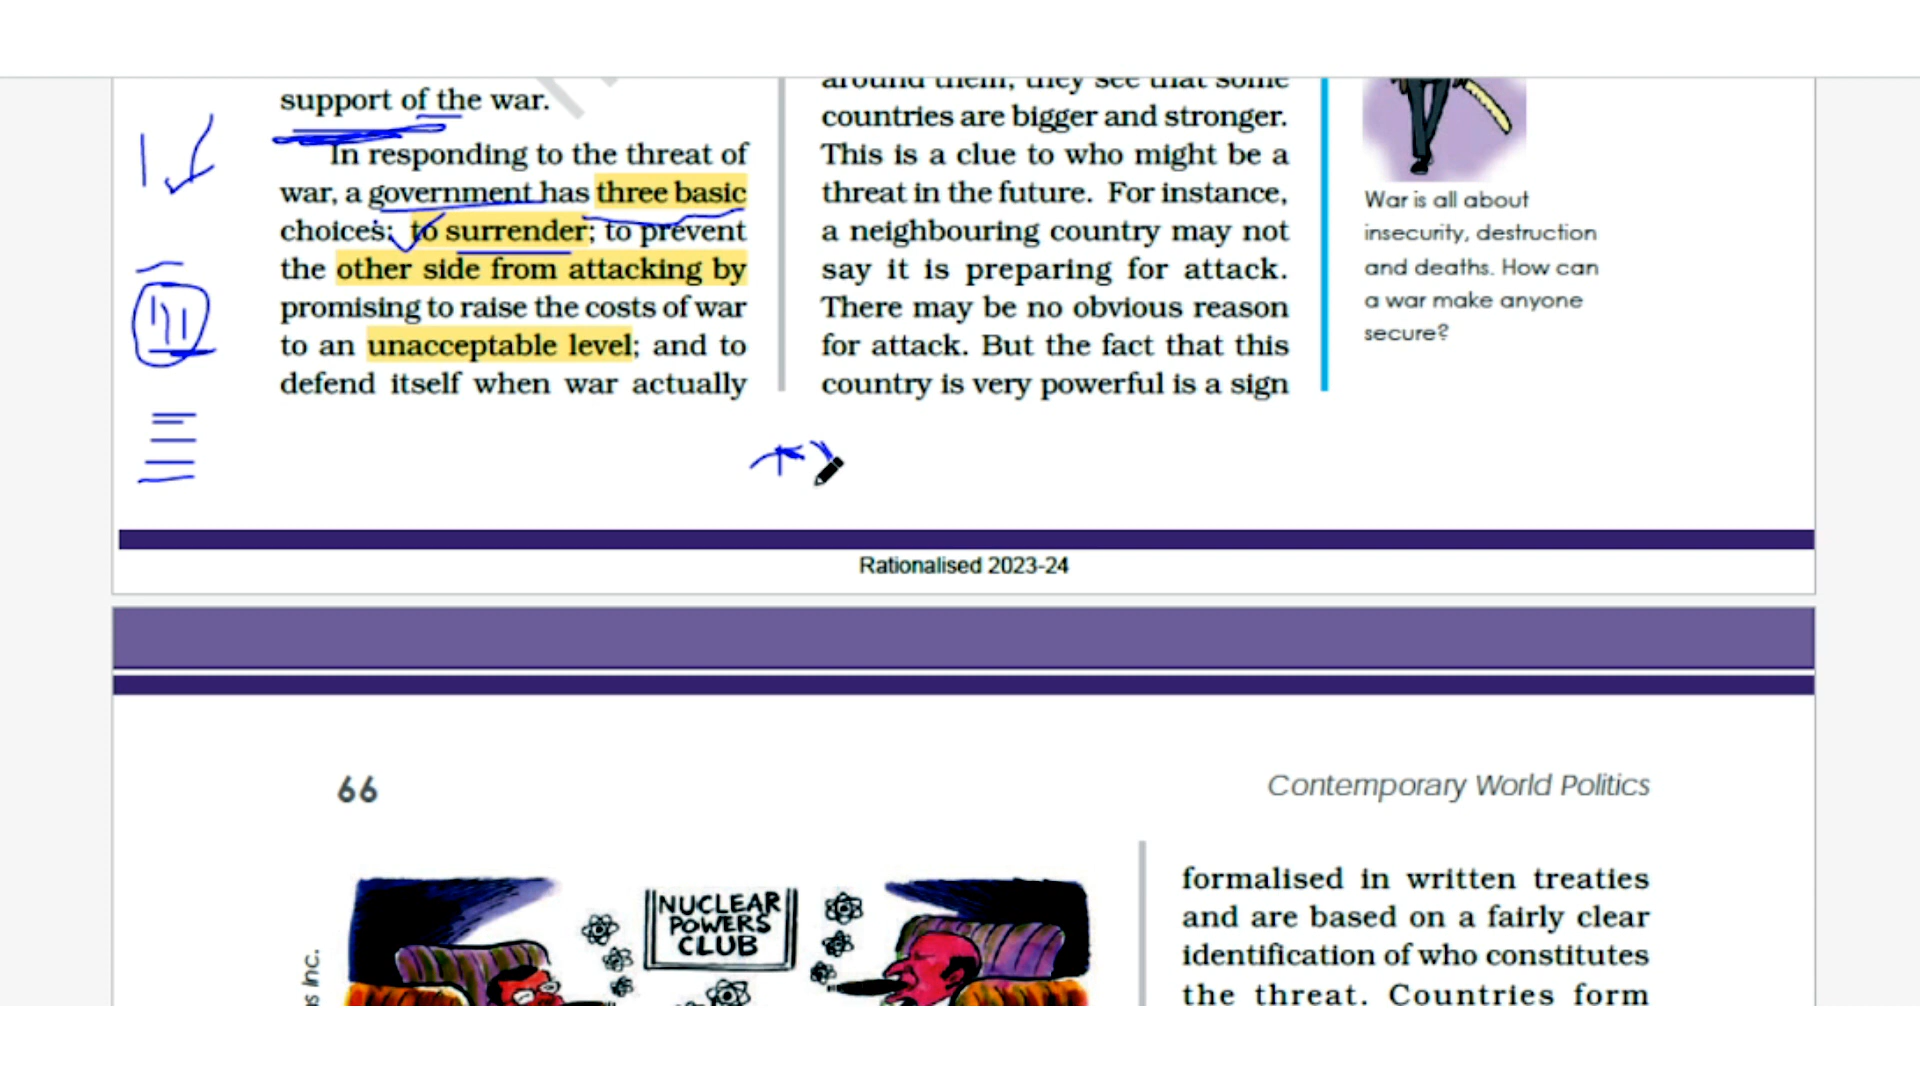 support of the war.
In responding to the threat of
war, a government has three basic
choices: to surrender; to prevent
the other side from attacking by
promising to raise the costs of war
to an unacceptable level; and to
defend itself when war actually
around them, they see that some
countries are bigger and stronger.
This is a clue to who might be a
threat in the future. For instance,
a neighbouring country may not
say it is preparing for attack.
There may be no obvious reason
for attack. But the fact that this
country is very powerful is a sign
War is all about
insecurity, destruction
and deaths. How can
a war make anyone
secure?
Rationalised 2023-24
66
Contemporary World Politics
NUCLEAR
POWERS
CLUB
Inc.
formalised in written treaties
and are based on a fairly clear
identification of who constitutes
the threat. Countries form